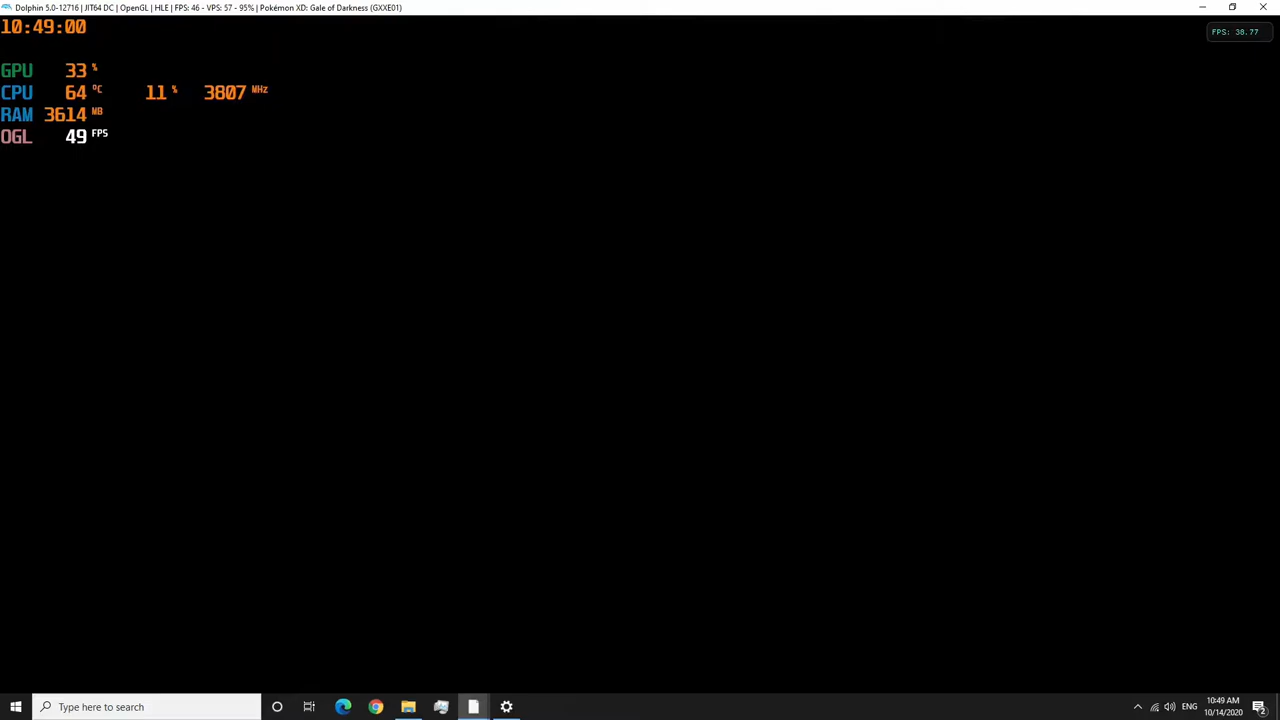 Dolphin 5.0-12716 | JIT64 DC | OpenGL | HLE | FPS: 46 - VPS: 57 - 95% | Pokémon XD: Gale of Darkness (GXXE01)
10:49:00
FPS: 38.77
GPU 33 %
CPU 64 °C 11 % 3807 MHz
RAM 3614 MB
OGL 49 FPS
Type here to search
ENG
10:49 AM
10/14/2020
2